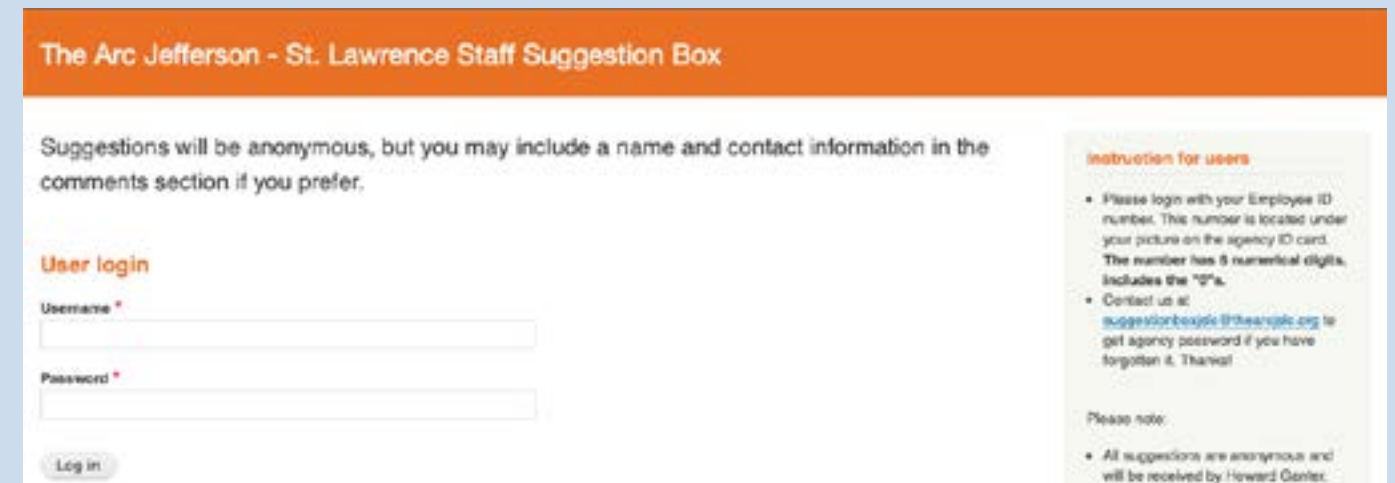 The Arc Jefferson - St. Lawrence Staff Suggestion Box
Suggestions will be anonymous, but you may include a name and contact information in the
comments section if you prefer.
User login
Username *
Password *
Log in
Instruction for users
• Please login with your Employee ID
number. This number is located under
your picture on the agency ID card.
The number has numerical digits.
Includes the "0"s.
• Contact us at
to
get agency password if you have
forgotten it. Thanks!
Please note:
• All suggestions are anonymous and
will be received by Howard Ganter,